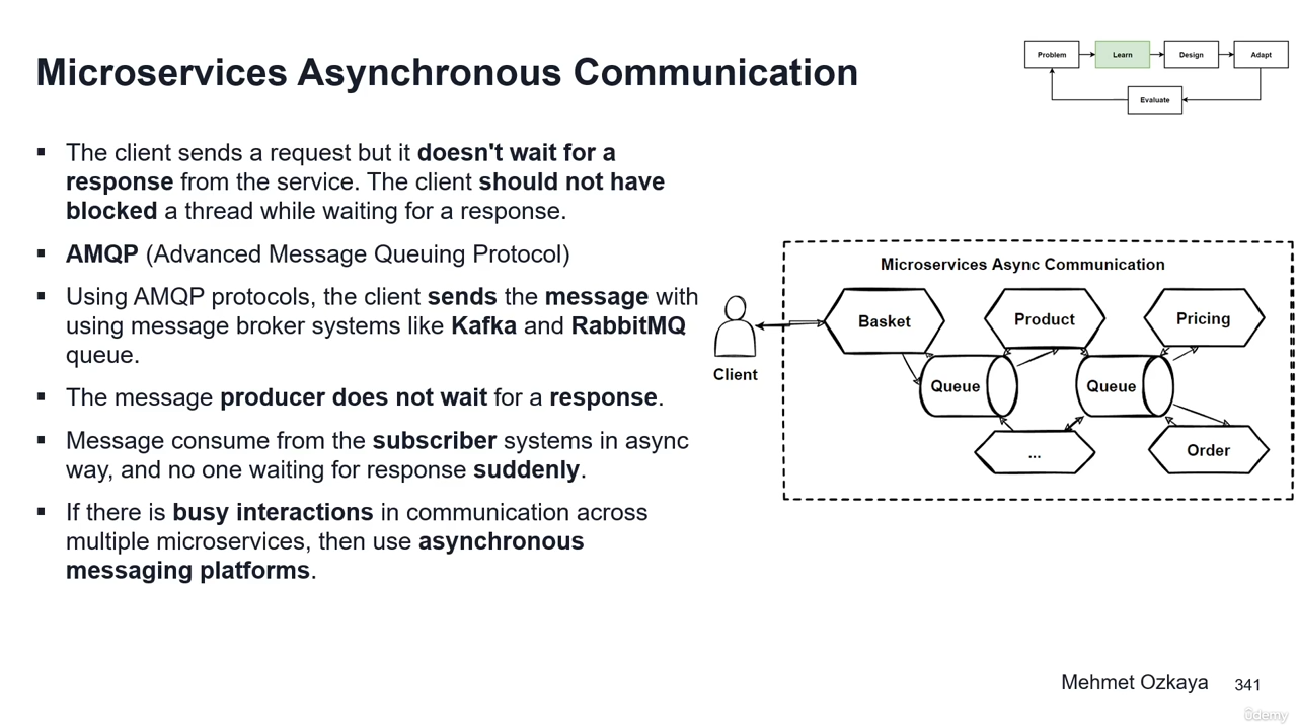 Microservices Asynchronous Communication
Problem
Learn
Design
Adapt
Evaluate
▪ The client sends a request but it doesn't wait for a
response from the service. The client should not have
blocked a thread while waiting for a response.
▪ AMQP (Advanced Message Queuing Protocol)
▪ Using AMQP protocols, the client sends the message with
using message broker systems like Kafka and RabbitMQ
queue.
▪ The message producer does not wait for a response.
▪ Message consume from the subscriber systems in async
way, and no one waiting for response suddenly.
▪ If there is busy interactions in communication across
multiple microservices, then use asynchronous
messaging platforms.
Microservices Async Communication
Client
Basket
Product
Pricing
Queue
Queue
...
Order
Mehmet Ozkaya
341
ûdemy